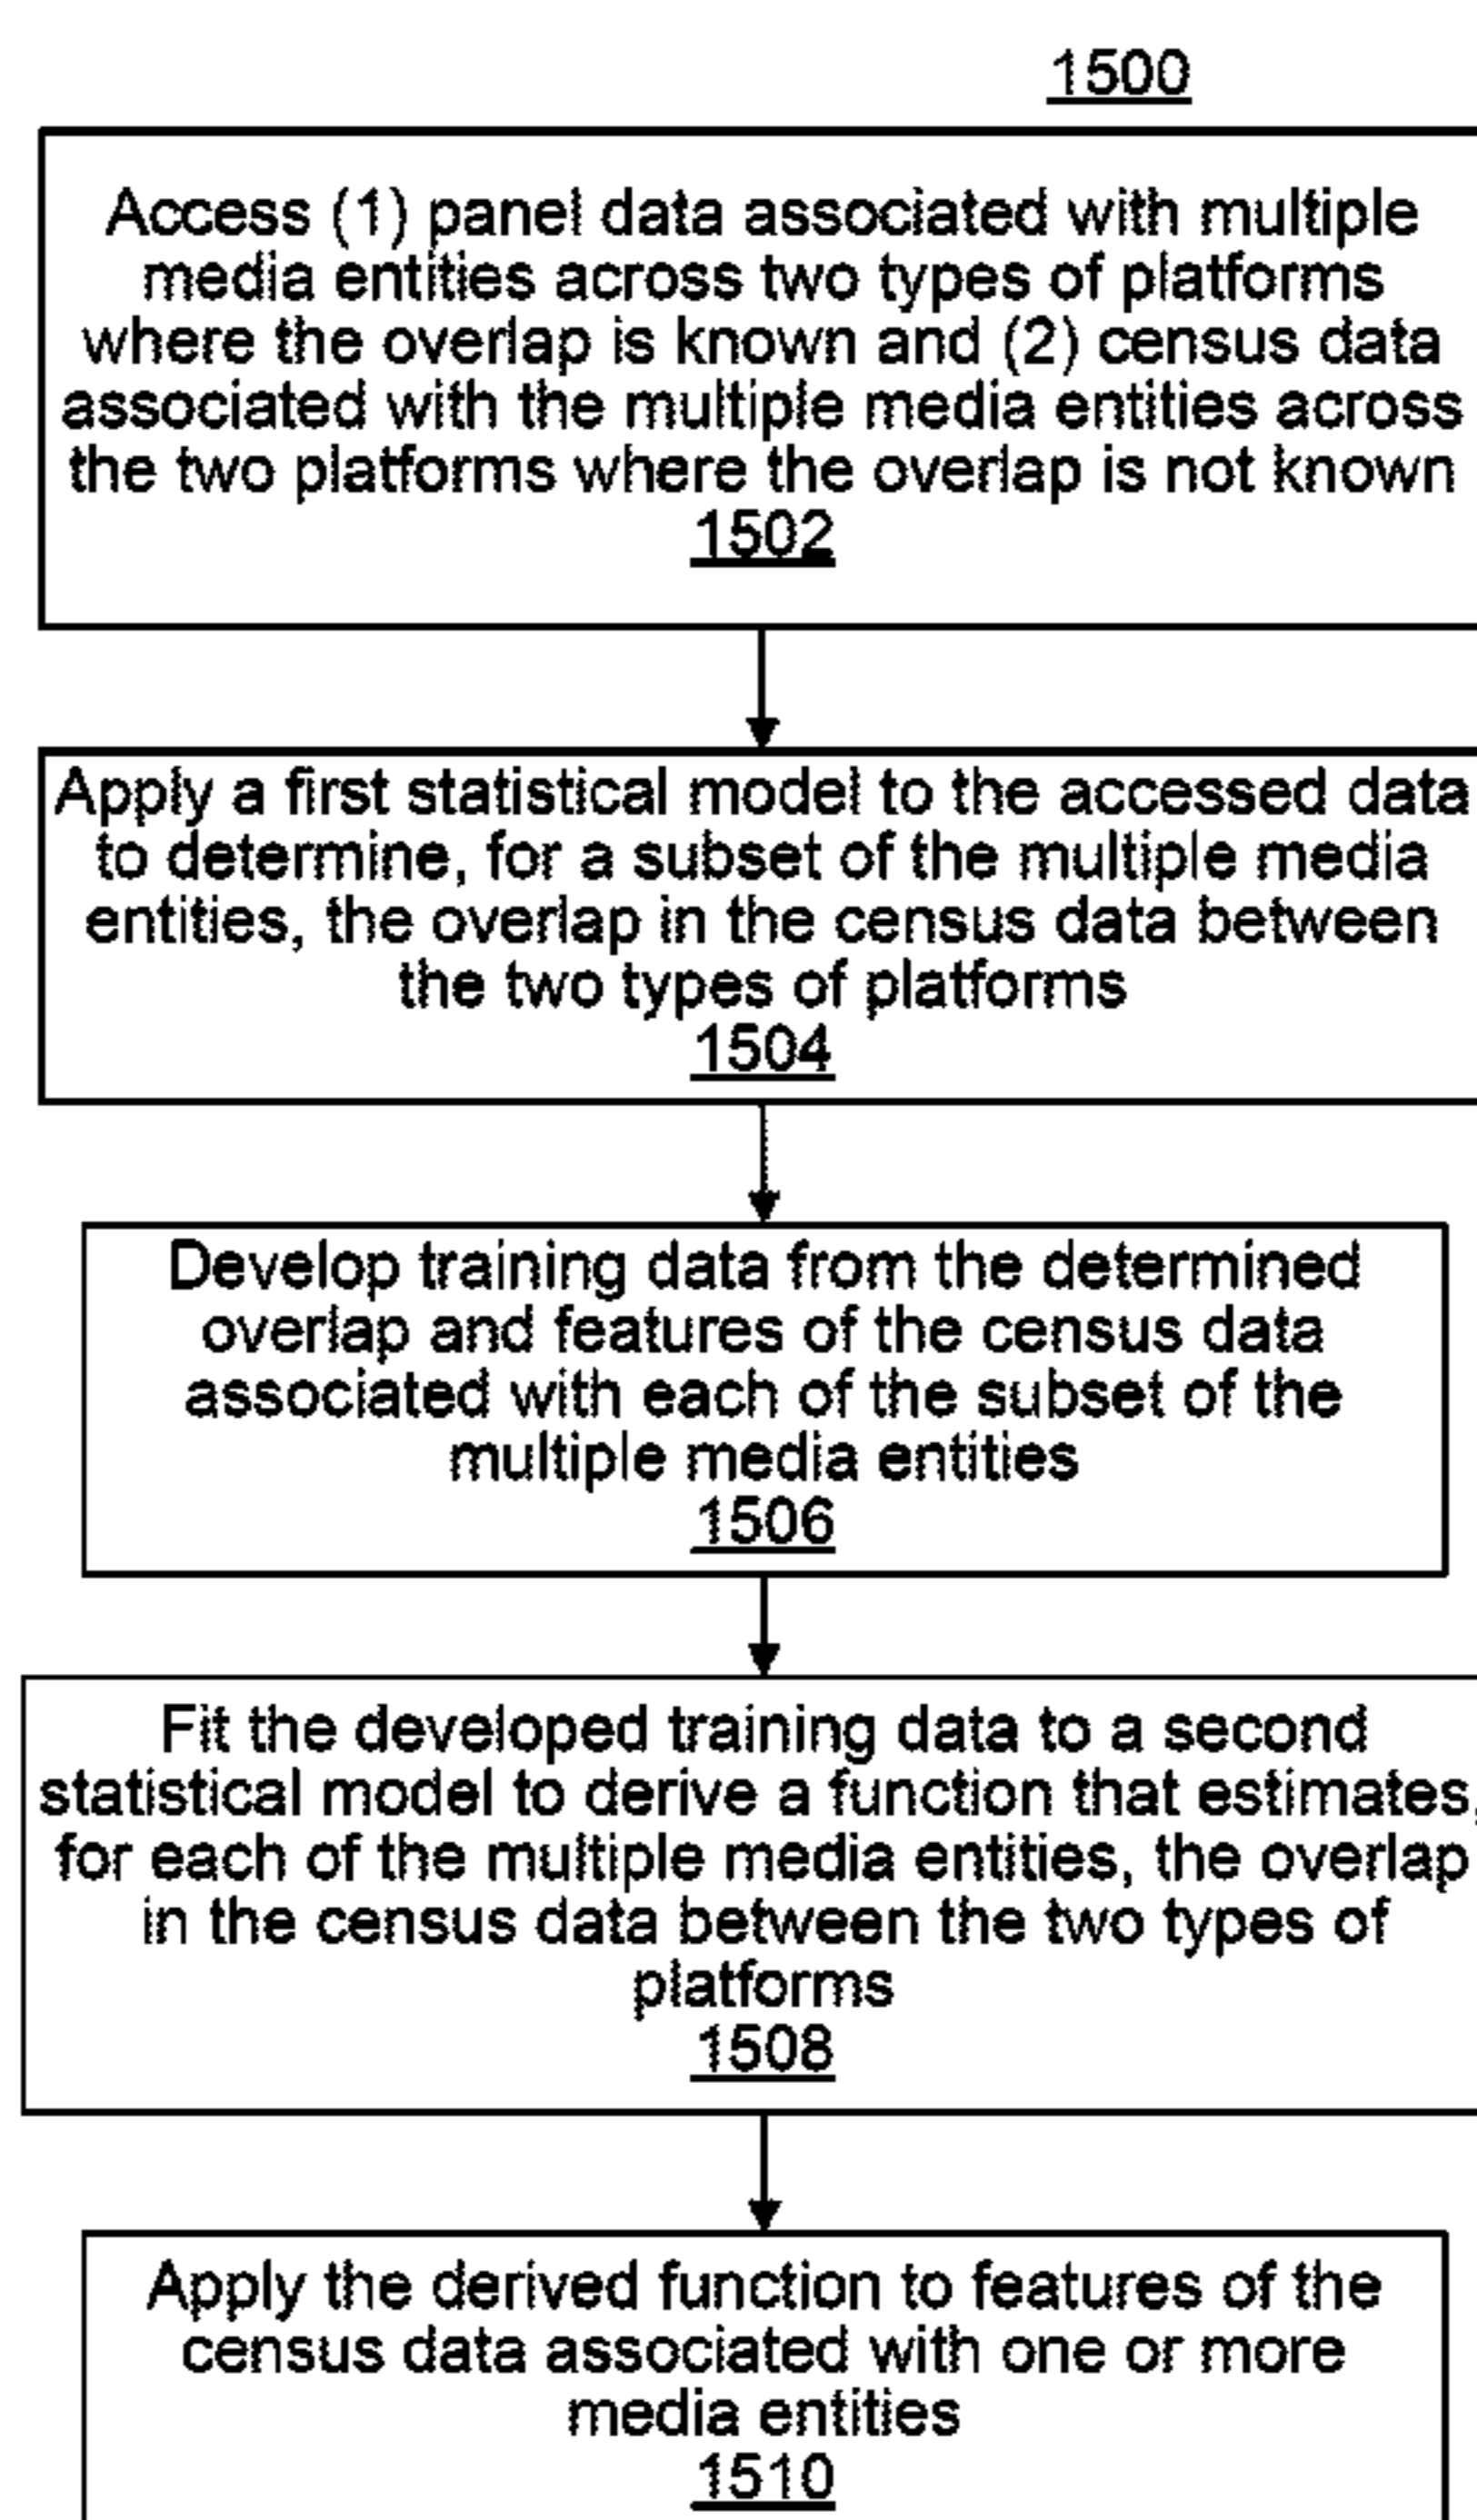 1500
Access (1) panel data associated with multiple
media entities across two types of platforms
where the overlap is known and (2) census data
associated with the multiple media entities across
the two platforms where the overlap is not known
1502
Apply a first statistical model to the accessed data
to determine, for a subset of the multiple media
entities, the overlap in the census data between
the two types of platforms
1504
Develop training data from the determined
overlap and features of the census data
associated with each of the subset of the
multiple media entities
1506
Fit the developed training data to a second
statistical model to derive a function that estimates,
for each of the multiple media entities, the overlap
in the census data between the two types of
platforms
1508
Apply the derived function to features of the
census data associated with one or more
media entities
1510